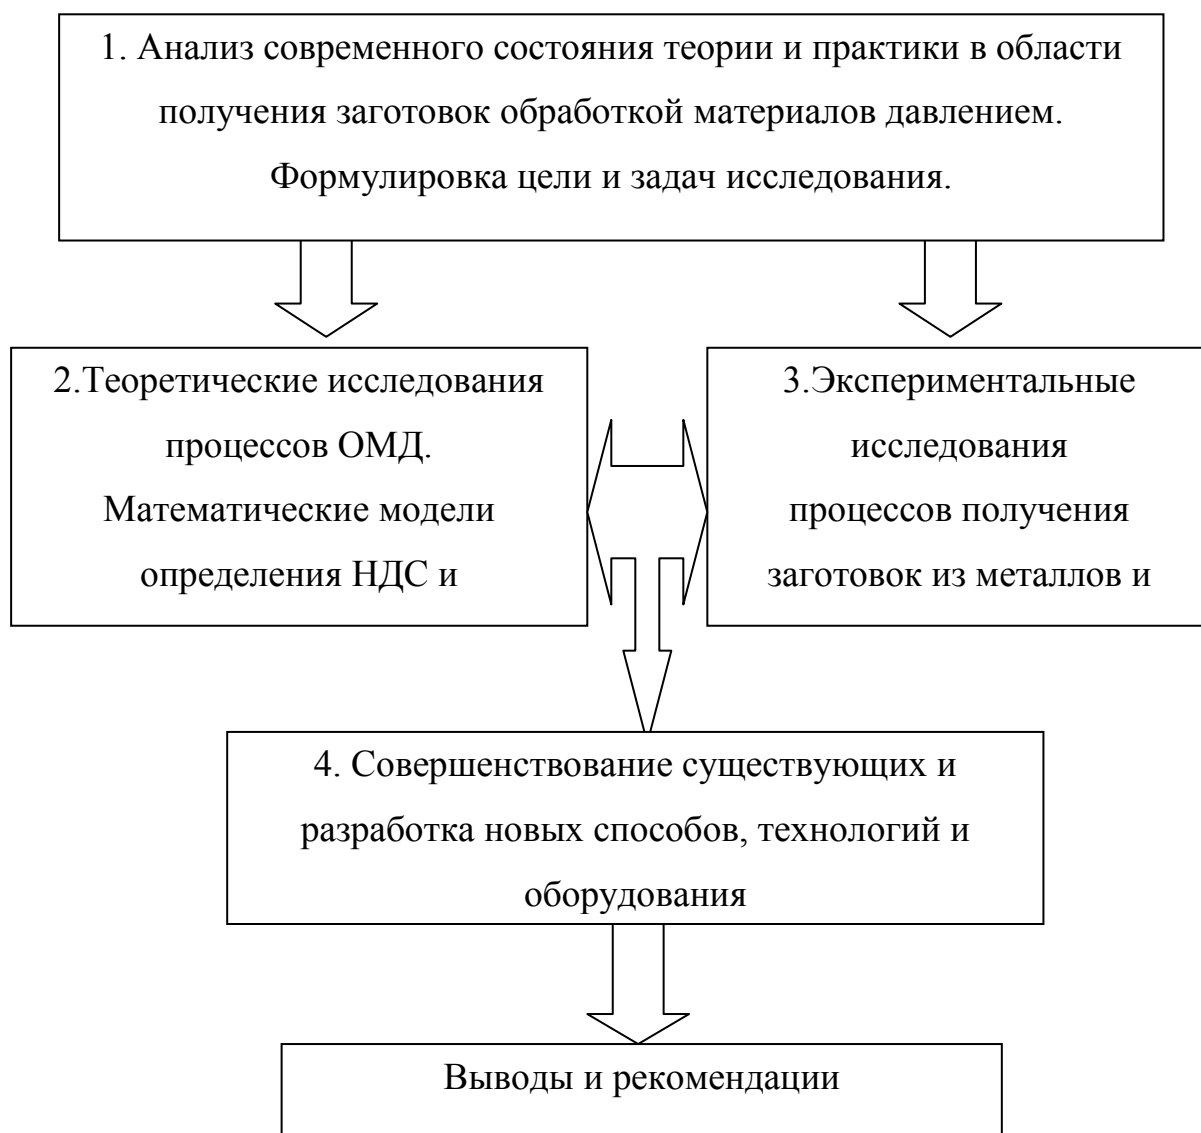 1. Анализ современного состояния теории и практики в области
получения заготовок обработкой материалов давлением.
Формулировка цели и задач исследования.
2.Теоретические исследования
процессов ОМД.
Математические модели
определения НДС и
3.Экспериментальные
исследования
процессов получения
заготовок из металлов и
4. Совершенствование существующих и
разработка новых способов, технологий и
оборудования
Выводы и рекомендации